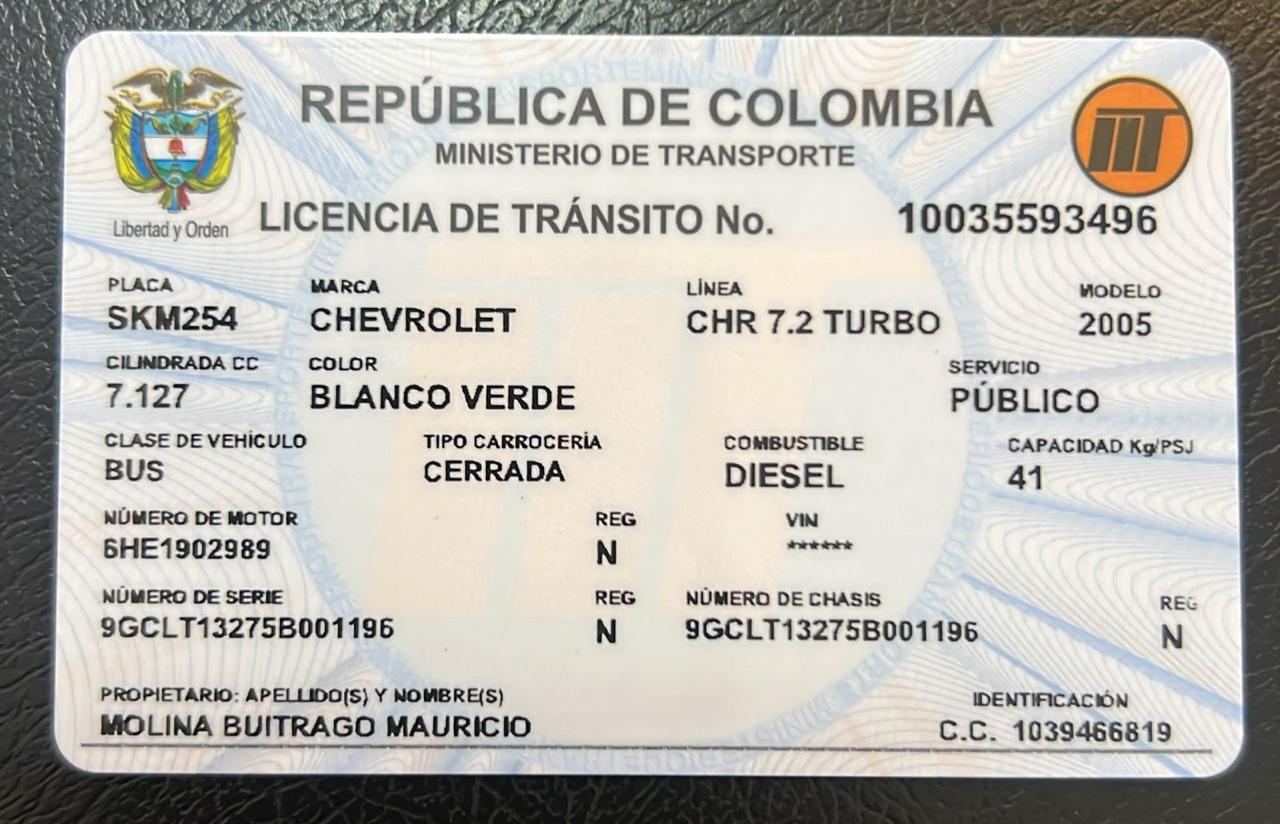 REPÚBLICA DE COLOMBIA
MINISTERIO DE TRANSPORTE
Libertad y Orden
LICENCIA DE TRÁNSITO No. 10035593496
PLACA MARCA LÍNEA MODELO
SKM254 CHEVROLET CHR 7.2 TURBO 2005
CILINDRADA CC COLOR SERVICIO
7.127 BLANCO VERDE PÚBLICO
CLASE DE VEHÍCULO TIPO CARROCERÍA COMBUSTIBLE CAPACIDAD Kg/PSJ
BUS CERRADA DIESEL 41
NÚMERO DE MOTOR REG VIN
6HE1902989 N ******
NÚMERO DE SERIE REG NÚMERO DE CHASIS REG
9GCLT13275B001196 N 9GCLT13275B001196 N
PROPIETARIO: APELLIDO(S) Y NOMBRE(S) IDENTIFICACIÓN
MOLINA BUITRAGO MAURICIO C.C. 1039466819